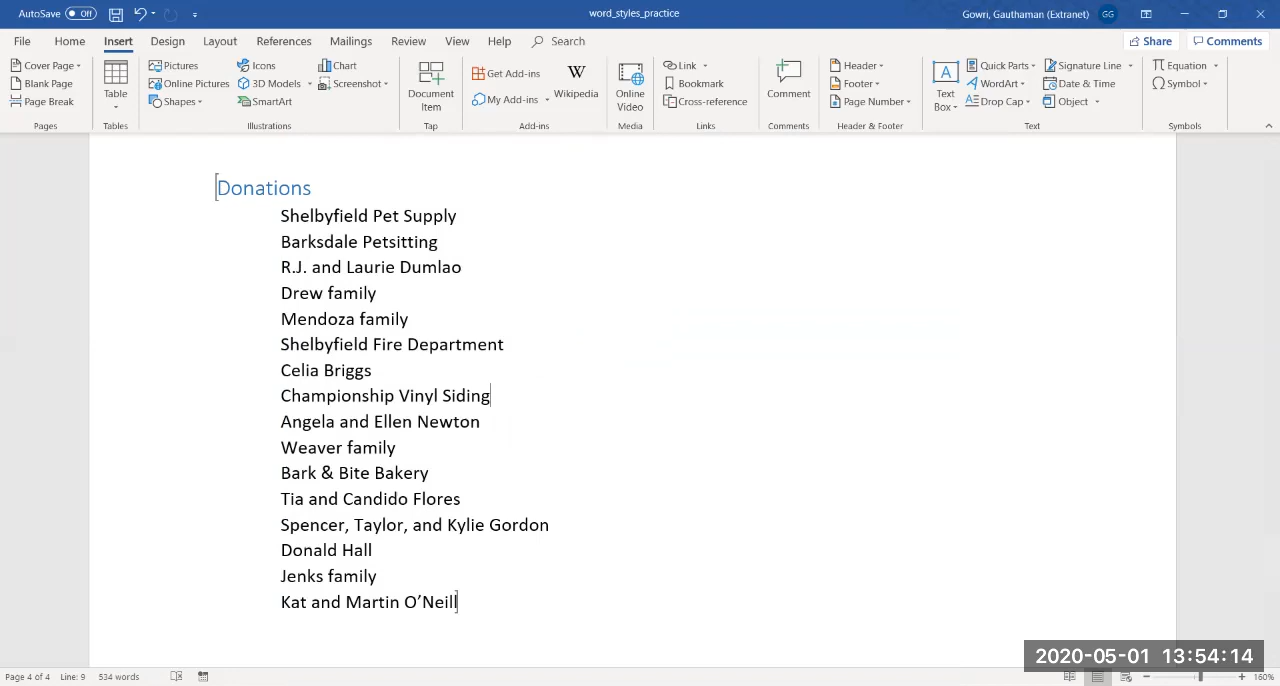 AutoSave Off word_styles_practice Gowri, Gauthaman (Extranet) GG
File Home Insert Design Layout References Mailings Review View Help Search Share Comments
Cover Page
Blank Page
Page Break
Pages
Table
Tables
Pictures
Online Pictures
Shapes
Icons
3D Models
SmartArt
Chart
Screenshot
Illustrations
Document
Item
Tap
Get Add-ins
My Add-ins
W
Wikipedia
Add-ins
Online
Video
Media
Link
Bookmark
Cross-reference
Links
Comment
Comments
Header
Footer
Page Number
Header & Footer
Text
Box
Quick Parts
WordArt
Drop Cap
Signature Line
Date & Time
Object
Text
Equation
Symbol
Symbols
Donations
Shelbyfield Pet Supply
Barksdale Petsitting
R.J. and Laurie Dumlao
Drew family
Mendoza family
Shelbyfield Fire Department
Celia Briggs
Championship Vinyl Siding
Angela and Ellen Newton
Weaver family
Bark & Bite Bakery
Tia and Candido Flores
Spencer, Taylor, and Kylie Gordon
Donald Hall
Jenks family
Kat and Martin O’Neill
2020-05-01 13:54:14
Page 4 of 4 Line: 9 534 words 160%